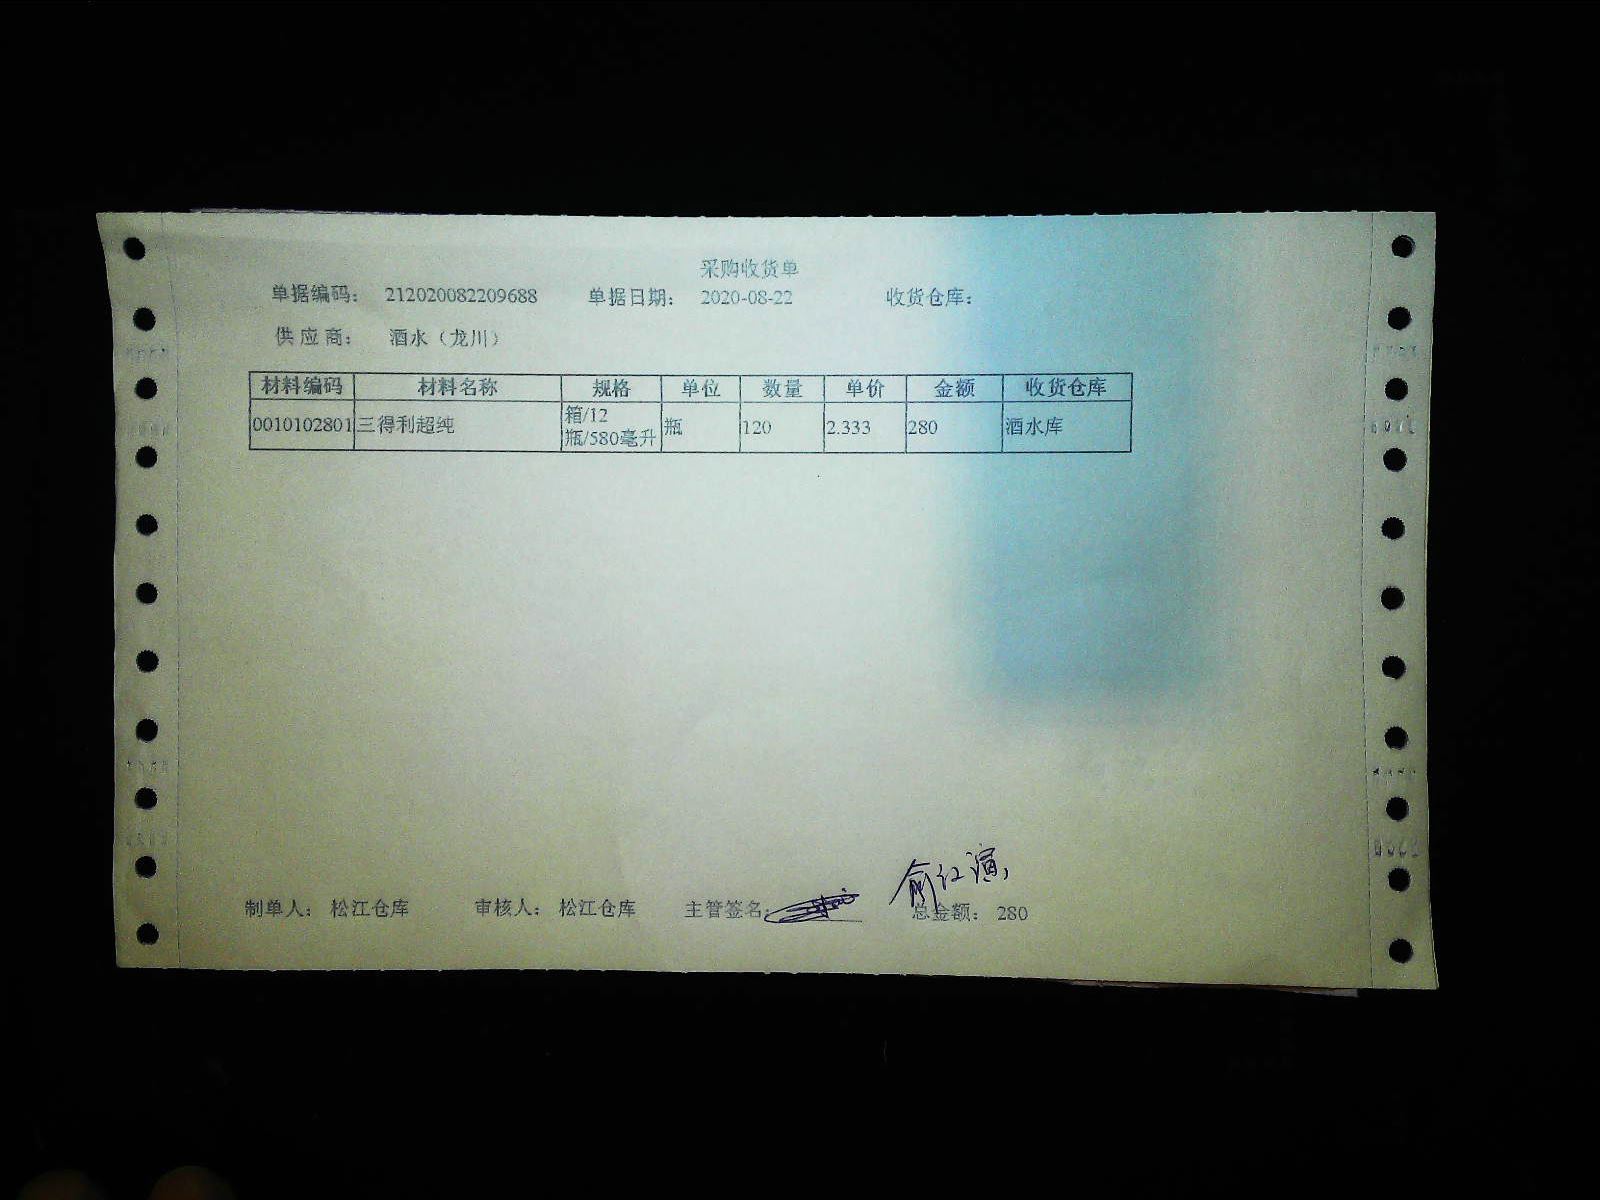 采购收货单
单据编码： 212020082209688 单据日期： 2020-08-22 收货仓库：
供 应 商： 酒水（龙川）
材料编码 材料名称 规格 单位 数量 单价 金额 收货仓库
0010102801 三得利超纯 箱/12 瓶/580毫升 瓶 120 2.333 280 酒水库
俞红演
制单人： 松江仓库 审核人： 松江仓库 主管签名： 总金额： 280